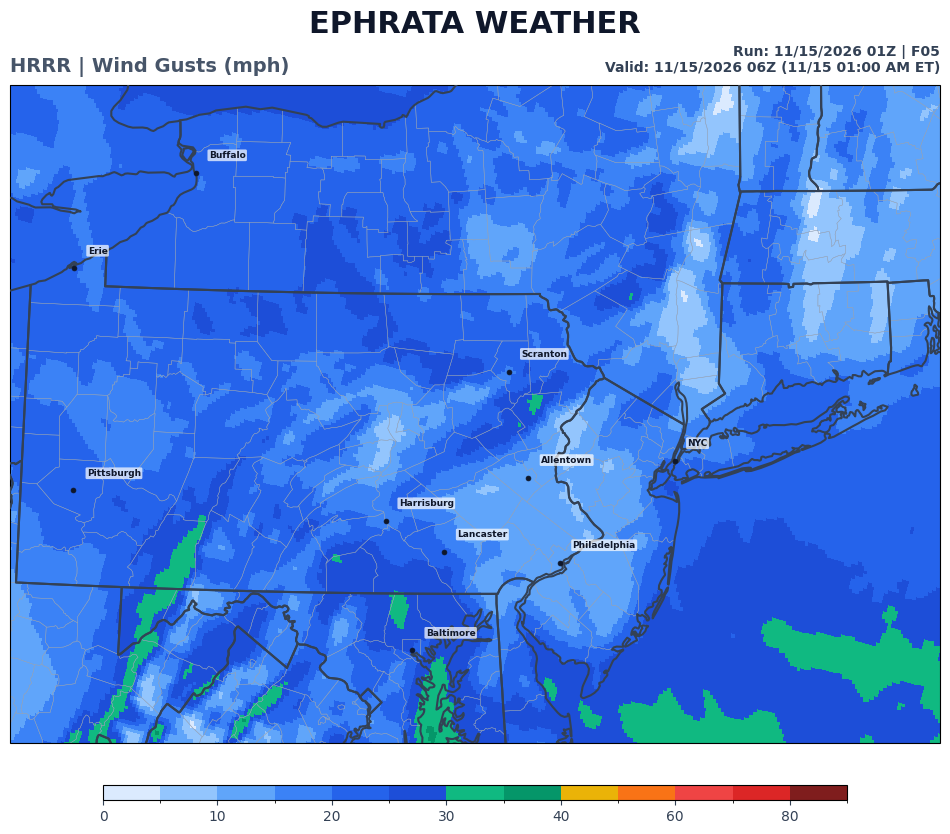 EPHRATA WEATHER
HRRR | Wind Gusts (mph)
Run: 11/15/2026 01Z | F05
Valid: 11/15/2026 06Z (11/15 01:00 AM ET)
Buffalo
Erie
Scranton
NYC
Allentown
Pittsburgh
Harrisburg
Lancaster
Philadelphia
Baltimore
0 10 20 30 40 50 60 70 80